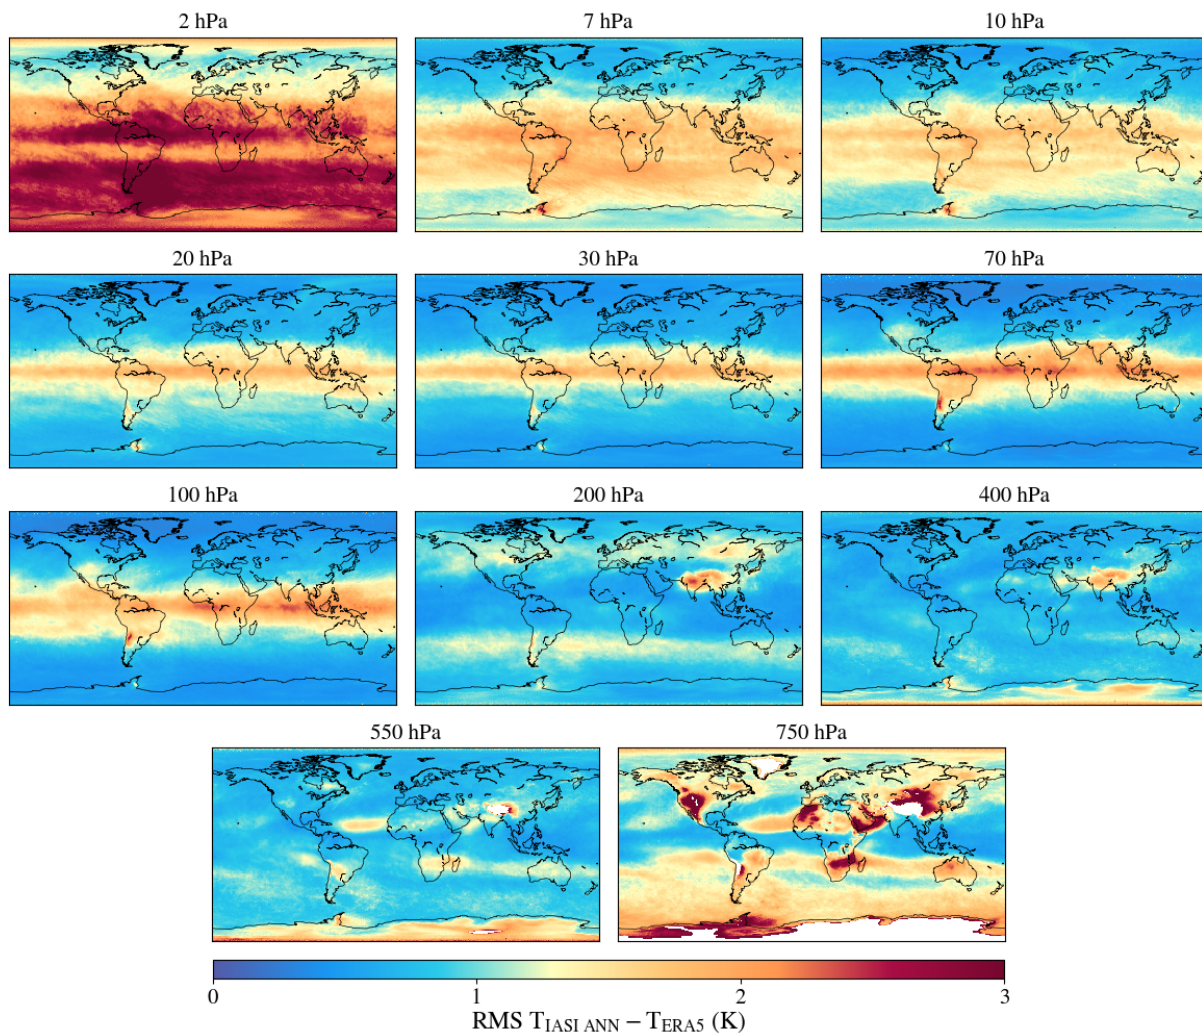 2 hPa
7 hPa
10 hPa
20 hPa
30 hPa
70 hPa
100 hPa
200 hPa
400 hPa
550 hPa
750 hPa
0
1
2
3
RMS T_IASI ANN − T_ERA5 (K)